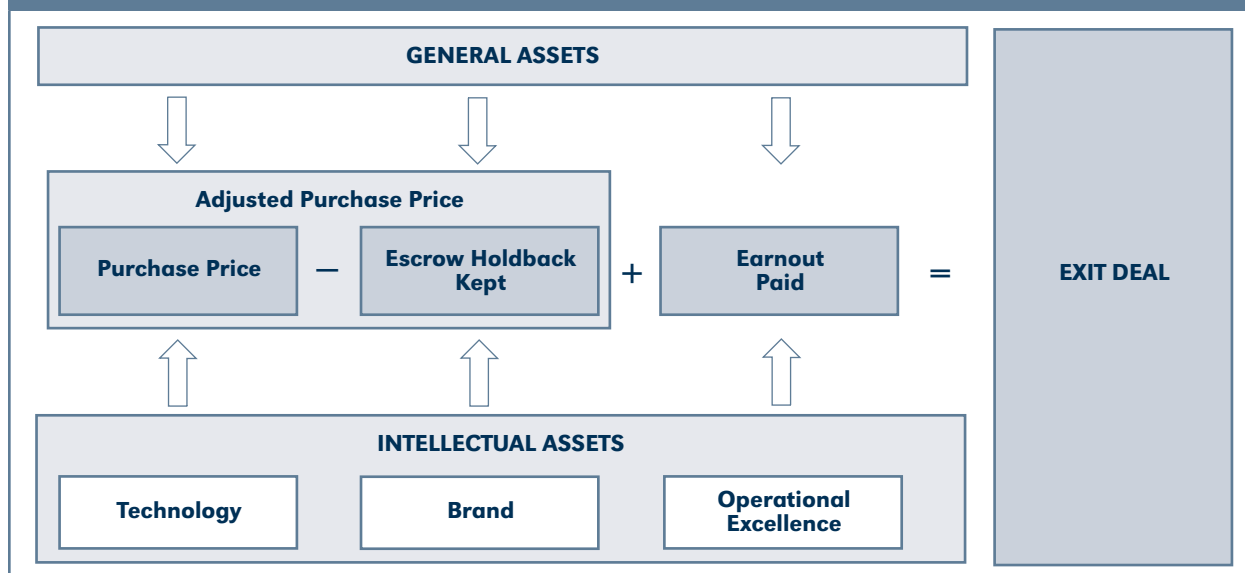 GENERAL ASSETS
Adjusted Purchase Price
Purchase Price
−
Escrow Holdback
Kept
+
Earnout
Paid
=
EXIT DEAL
INTELLECTUAL ASSETS
Technology
Brand
Operational
Excellence